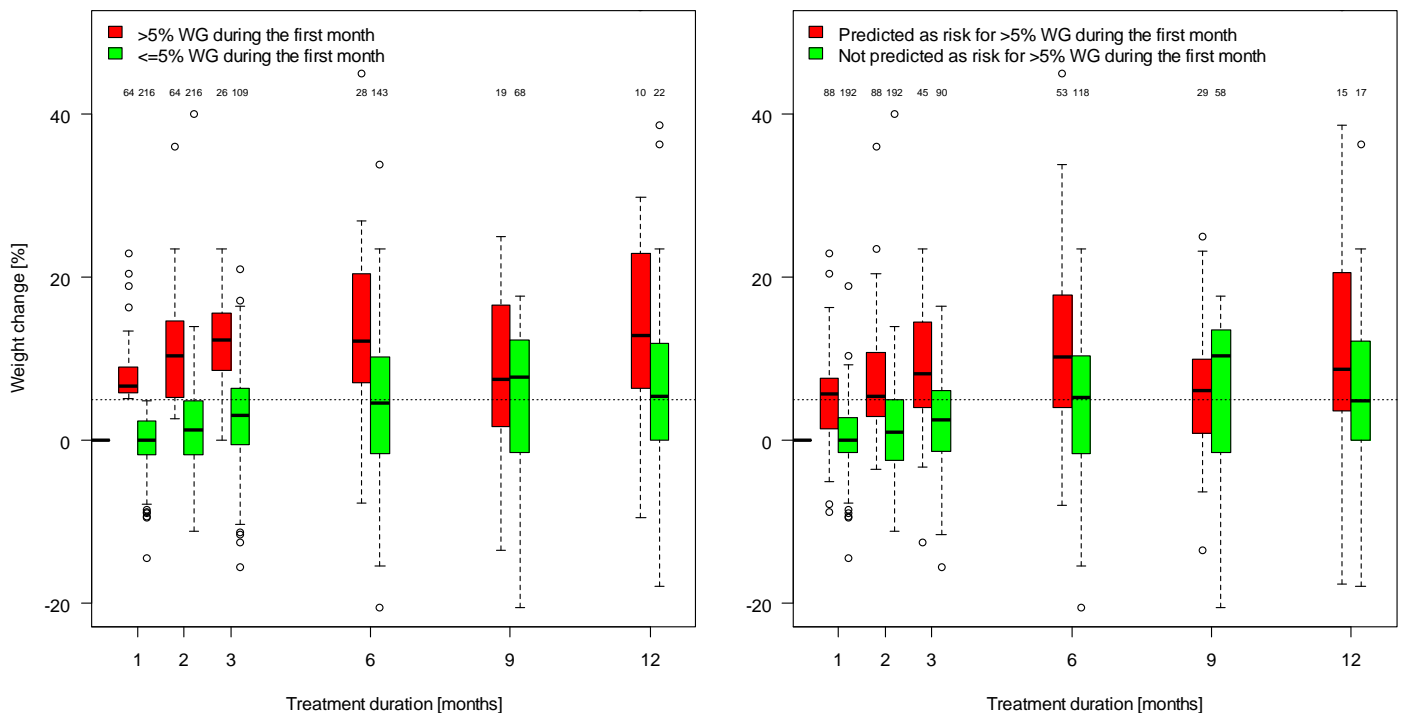 >5% WG during the first month
<=5% WG during the first month
64 216 64 216 26 109 28 143 19 68 10 22
40
20
0
-20
Weight change [%]
1 2 3 6 9 12
Treatment duration [months]
Predicted as risk for >5% WG during the first month
Not predicted as risk for >5% WG during the first month
88 192 88 192 45 90 53 118 29 58 15 17
40
20
0
-20
1 2 3 6 9 12
Treatment duration [months]